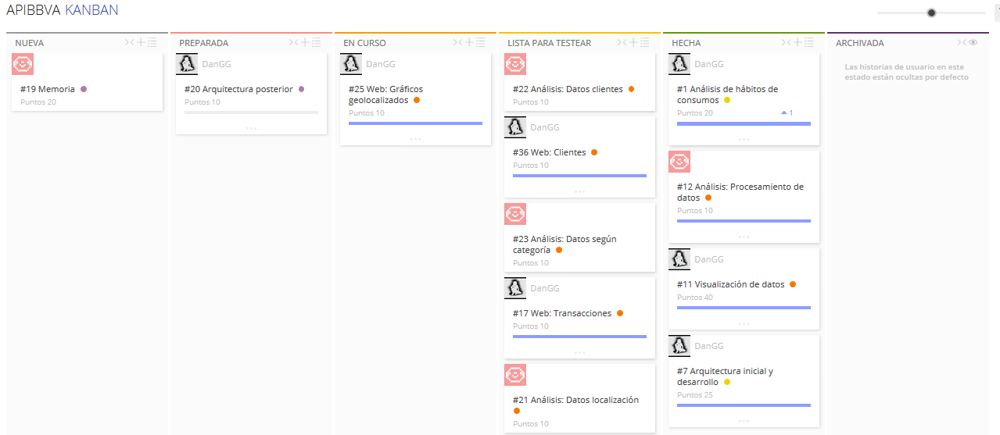 APIBBVA KANBAN
NUEVA
#19 Memoria
Puntos 20
PREPARADA
DanGG
#20 Arquitectura posterior
Puntos 10
EN CURSO
DanGG
#25 Web: Gráficos
geolocalizados
Puntos 10
LISTA PARA TESTEAR
#22 Análisis: Datos clientes
Puntos 10
DanGG
#36 Web: Clientes
Puntos 10
#23 Análisis: Datos según
categoría
Puntos 10
DanGG
#17 Web: Transacciones
Puntos 10
#21 Análisis: Datos localización
Puntos 10
HECHA
DanGG
#1 Análisis de hábitos de
consumos
Puntos 20 1
#12 Análisis: Procesamiento de
datos
Puntos 10
DanGG
#11 Visualización de datos
Puntos 40
DanGG
#7 Arquitectura inicial y
desarrollo
Puntos 25
ARCHIVADA
Las historias de usuario en este
estado están ocultas por defecto